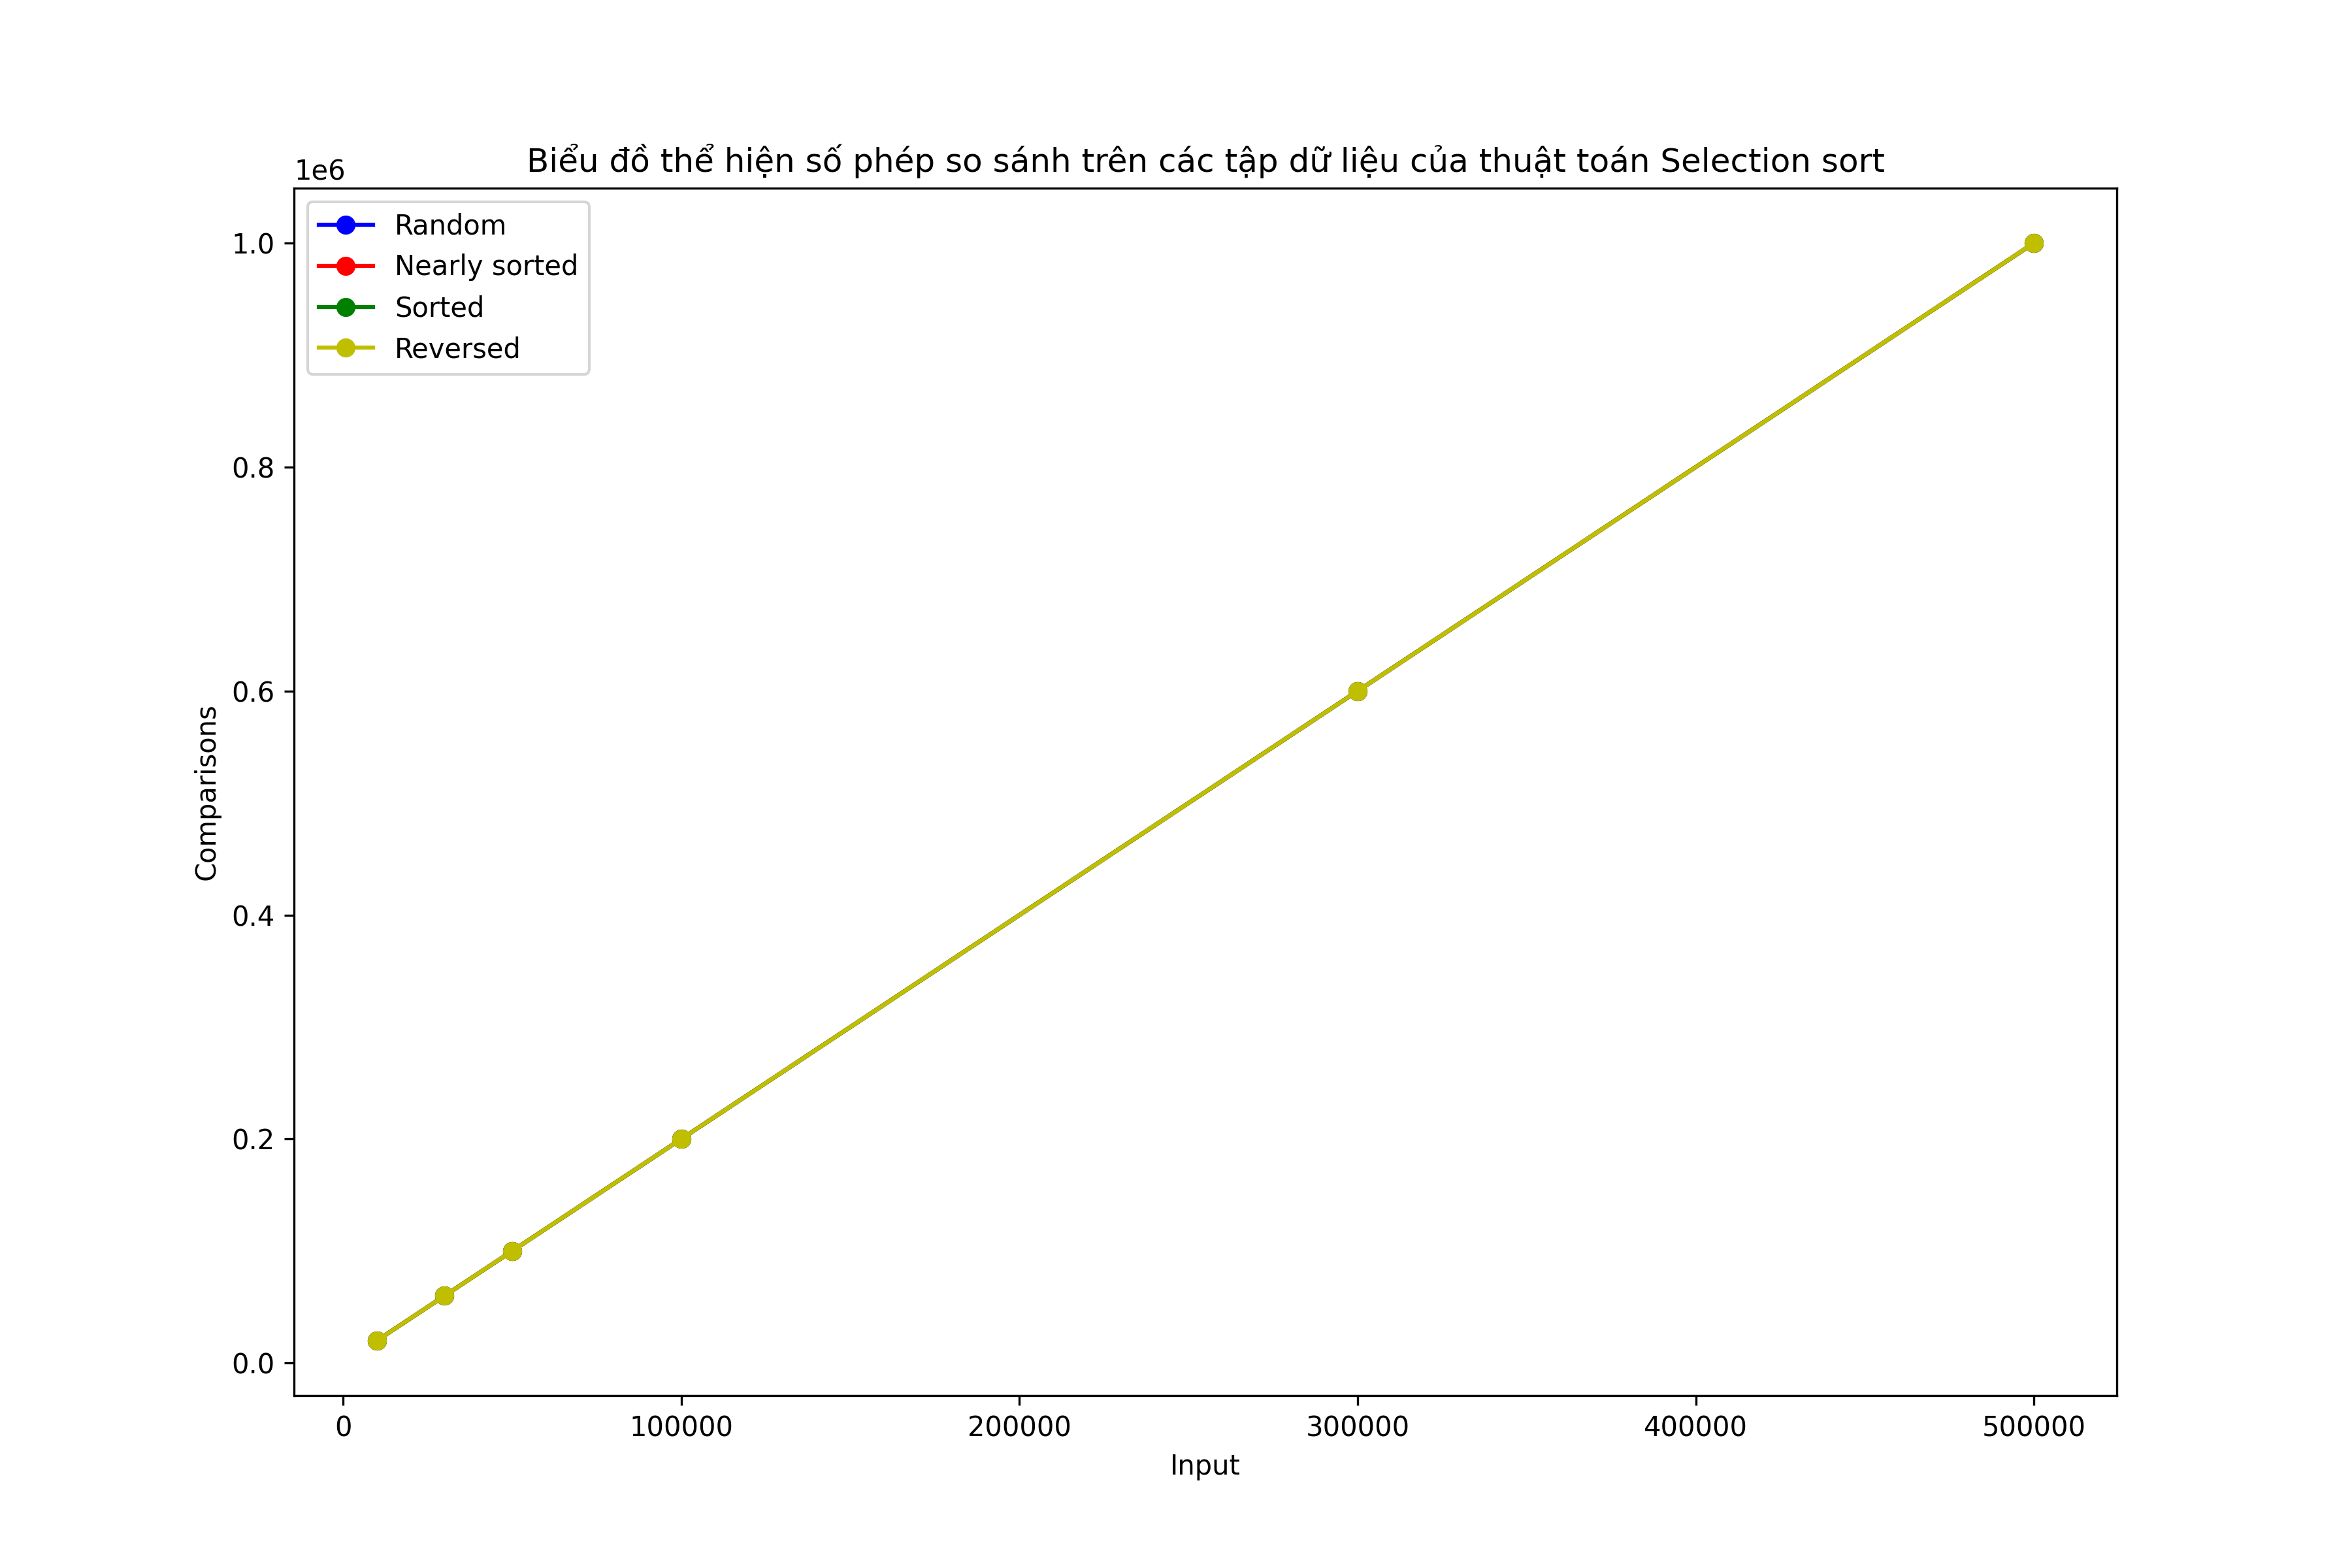 Biểu đồ thể hiện số phép so sánh trên các tập dữ liệu của thuật toán Selection sort
1e6
Random
Nearly sorted
Sorted
Reversed
1.0
0.8
0.6
0.4
0.2
0.0
Comparisons
0 100000 200000 300000 400000 500000
Input